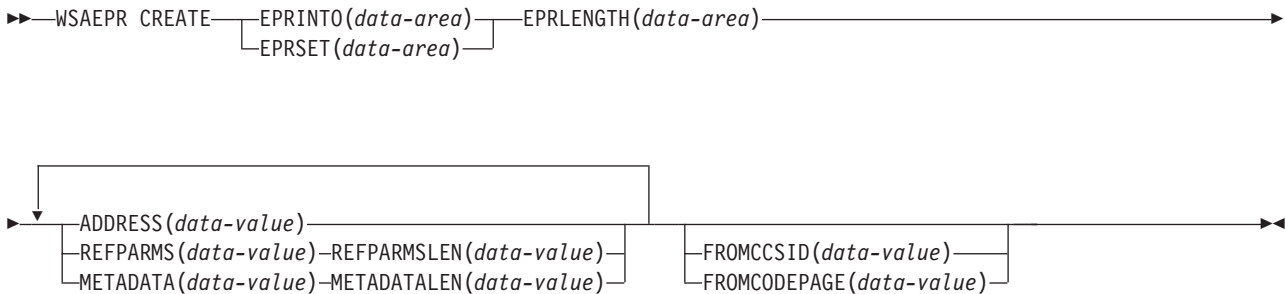 WSAEPR CREATE EPRINTO(data-area) EPRLENGTH(data-area)
EPRSET(data-area)
ADDRESS(data-value)
REFPARMS(data-value) REFPARMSLEN(data-value) FROMCCSID(data-value)
METADATA(data-value) METADATALEN(data-value) FROMCODEPAGE(data-value)